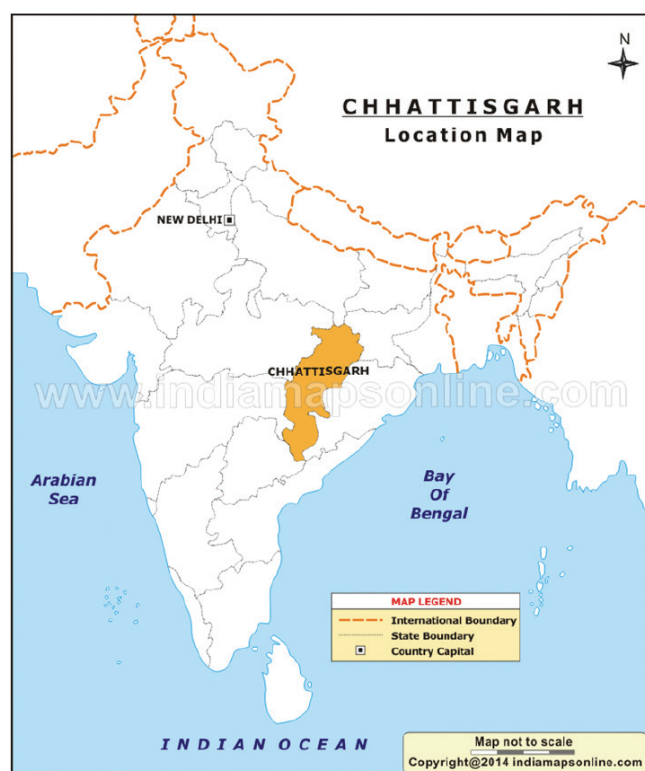 N
CHHATTISGARH
Location Map
NEW DELHI
CHHATTISGARH
www.indiamapsonline.com
Arabian
Sea
Bay
Of
Bengal
MAP LEGEND
International Boundary
State Boundary
Country Capital
INDIAN OCEAN
Map not to scale
Copyright@2014 indiamapsonline.com